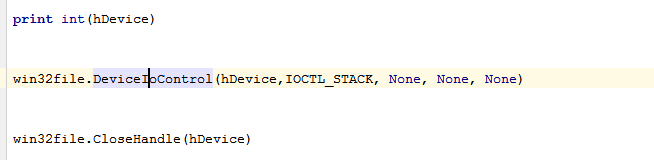 print int(hDevice)
win32file.DeviceIoControl(hDevice,IOCTL_STACK, None, None, None)
win32file.CloseHandle(hDevice)